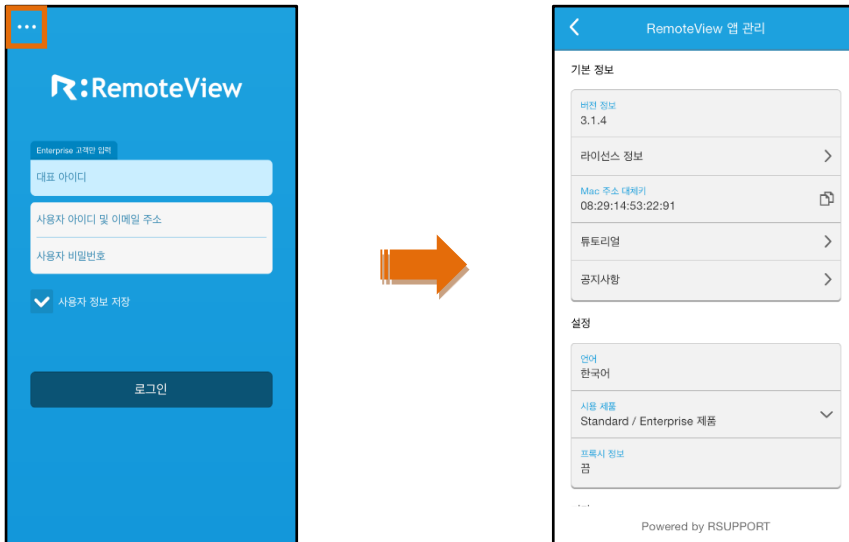 R:RemoteView
Enterprise 고객만 입력
대표 아이디
사용자 아이디 및 이메일 주소
사용자 비밀번호
사용자 정보 저장
로그인
RemoteView 앱 관리
기본 정보
버전 정보
3.1.4
라이선스 정보
Mac 주소 대체키
08:29:14:53:22:91
튜토리얼
공지사항
설정
언어
한국어
사용 제품
Standard / Enterprise 제품
프록시 정보
끔
Powered by RSUPPORT